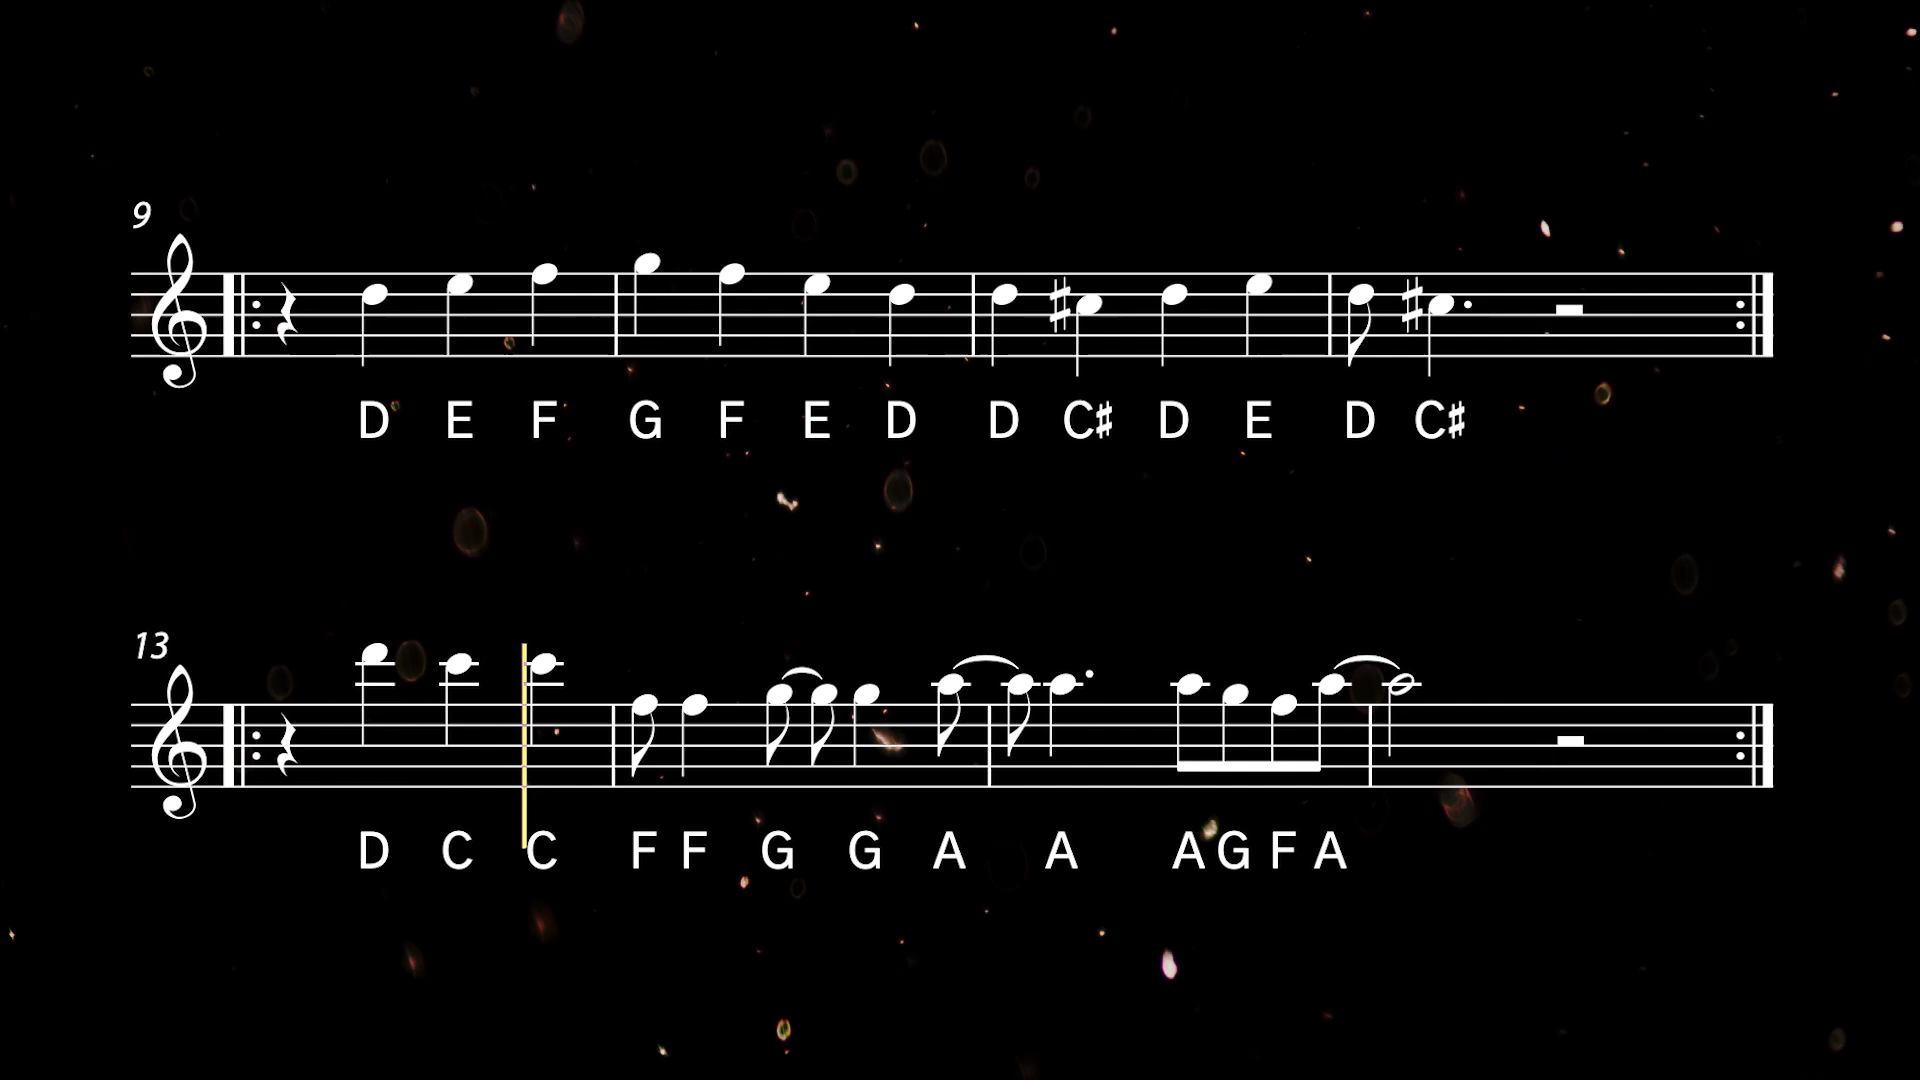 9
D E F G F E D D C♯ D E D C♯
13
D C C F F G G A A A G F A